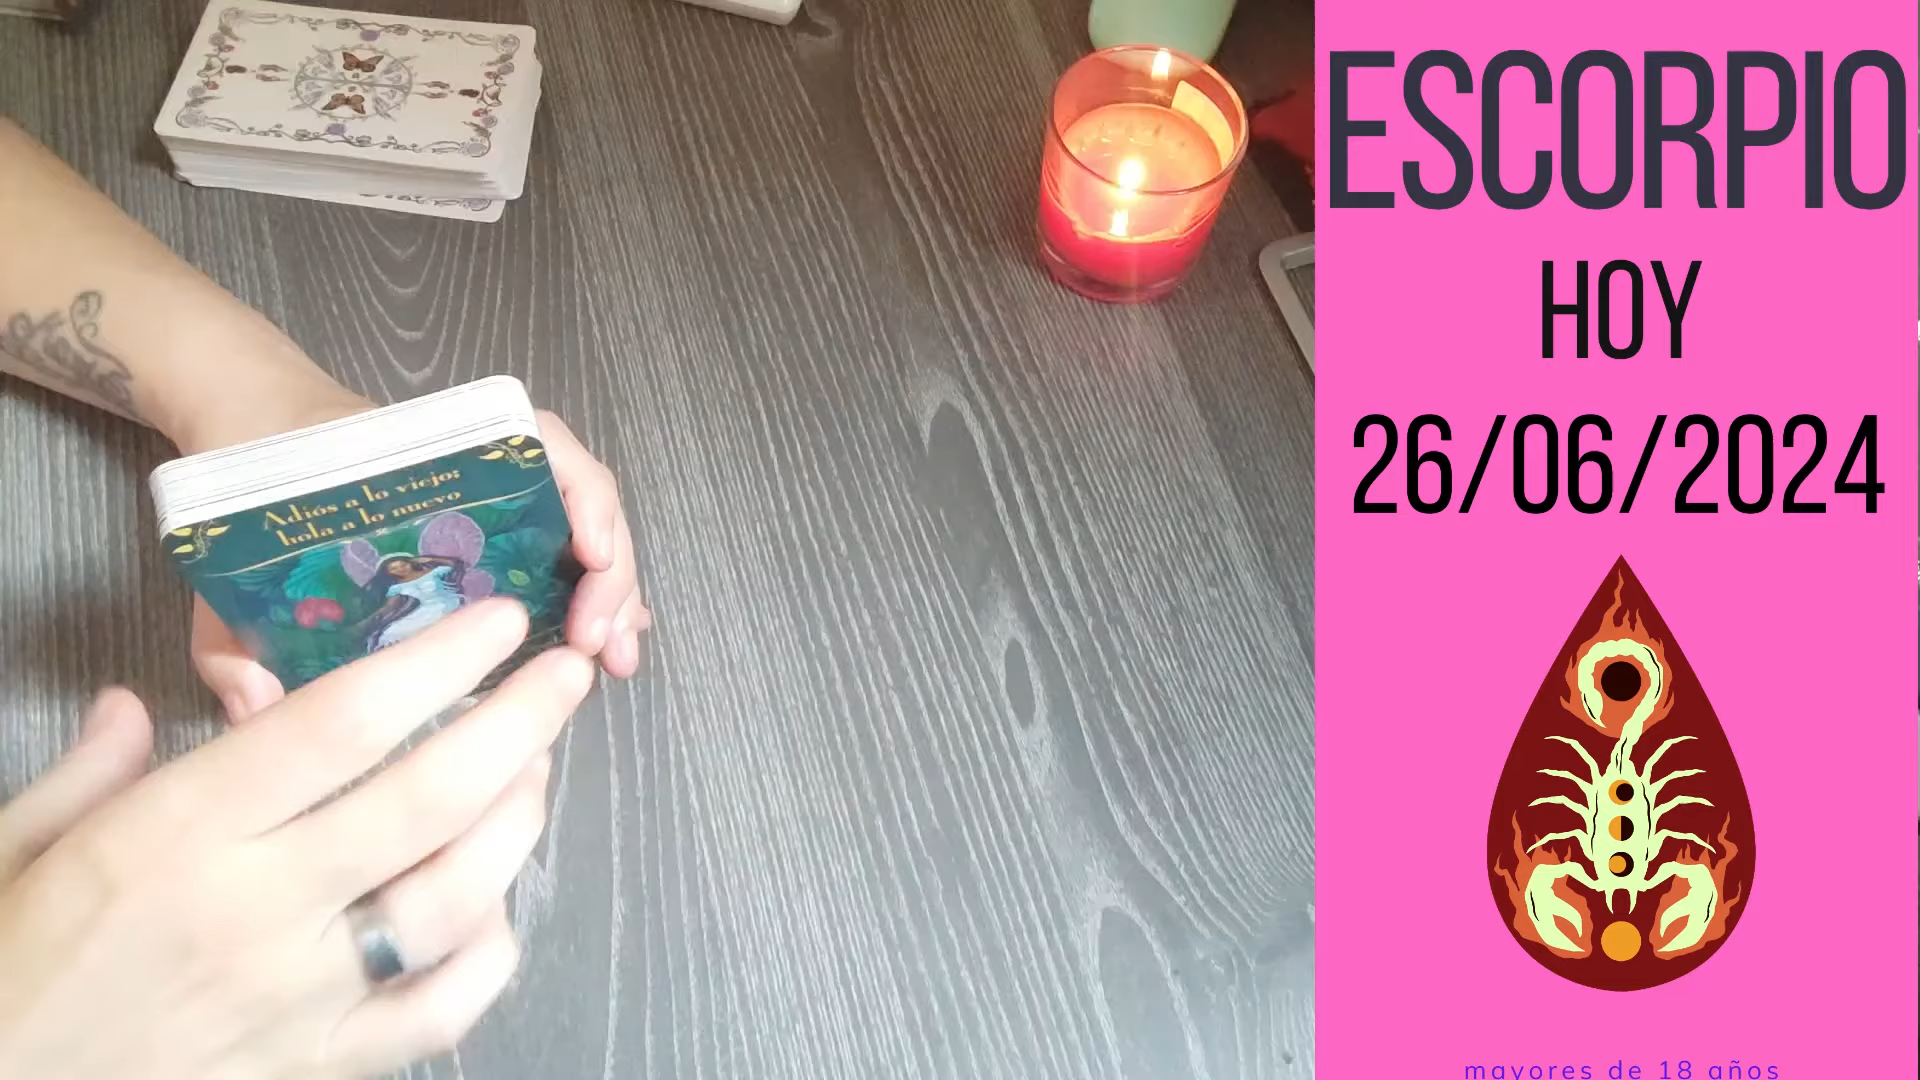 Adiós a lo viejo:
hola a lo nuevo
ESCORPIO
HOY
26/06/2024
mayores de 18 años